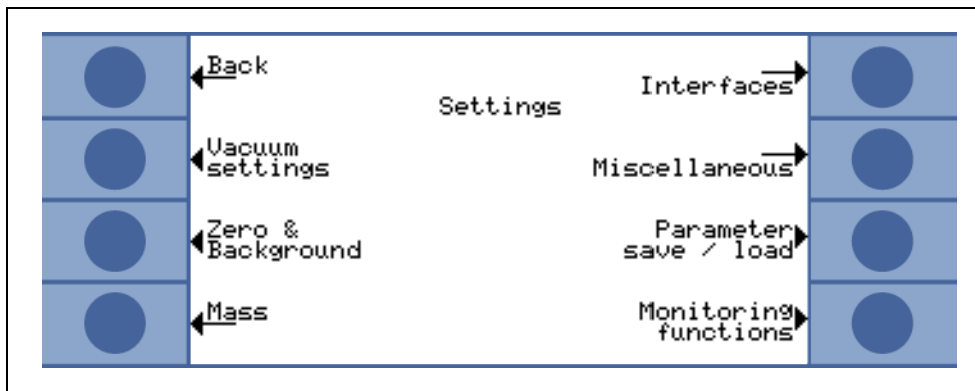 Back
Interfaces
Settings
Vacuum
settings
Miscellaneous
Zero &
Background
Parameter
save / load
Mass
Monitoring
functions